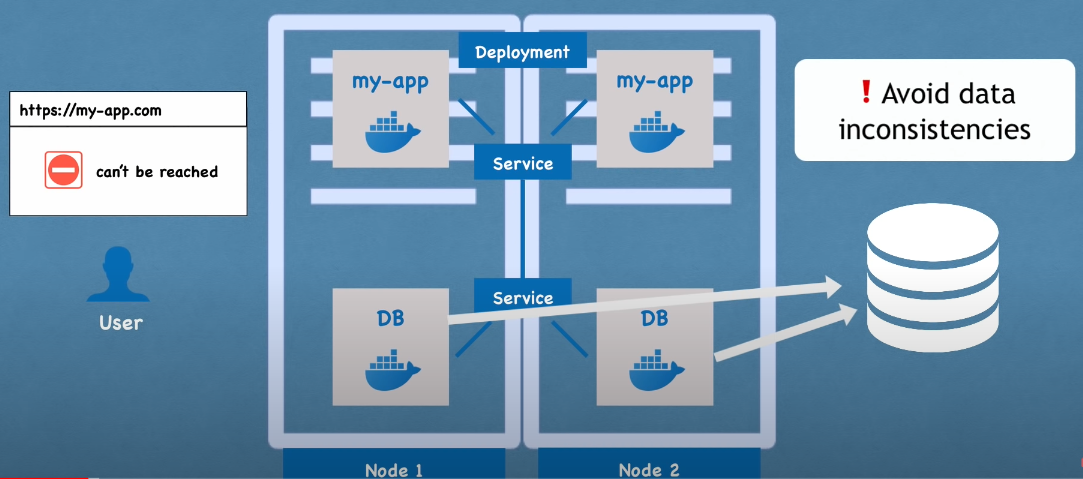 https://my-app.com
can't be reached
User
Deployment
my-app
my-app
Service
Service
DB
DB
Node 1
Node 2
! Avoid data
inconsistencies